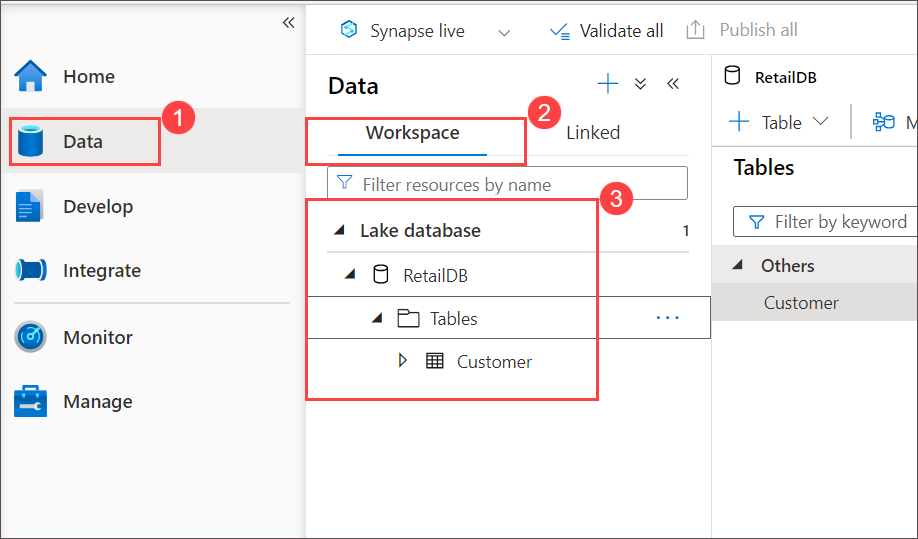 «
Home
Data
1
Develop
Integrate
Monitor
Manage
Synapse live
Validate all
Publish all
Data
«
Workspace
2
Linked
Filter resources by name
3
Lake database
1
RetailDB
Tables
...
Customer
RetailDB
Table
M
Tables
Filter by keyword
Others
Customer